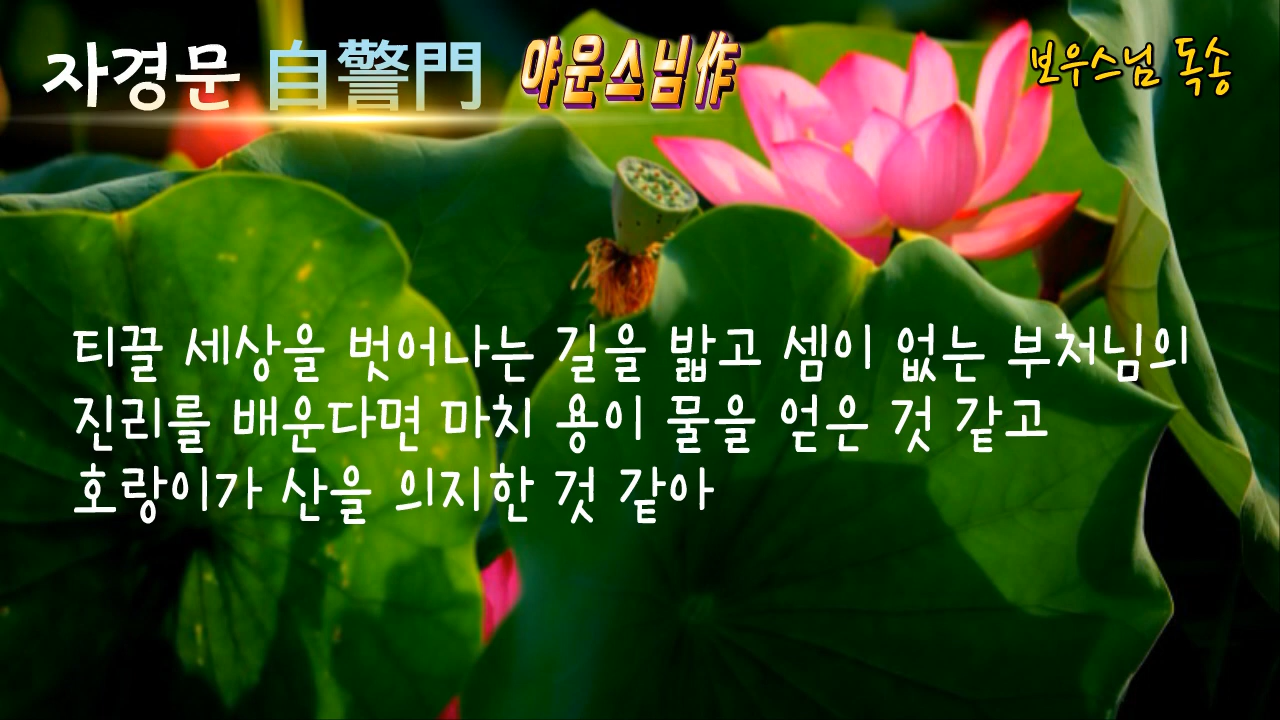 자경문 自警門 야운스님作 보우스님 독송
티끌 세상을 벗어나는 길을 밟고 셈이 없는 부처님의
진리를 배운다면 마치 용이 물을 얻은 것 같고
호랑이가 산을 의지한 것 같아